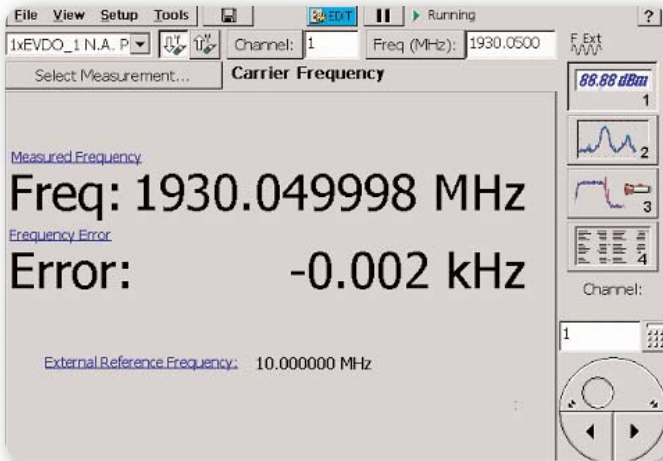 File View Setup Tools EDIT Running ?
1xEVDO_1 N.A. P Channel: 1 Freq (MHz): 1930.0500 F Ext
Select Measurement... Carrier Frequency
88.88 dBm
1
Measured Frequency
2
Freq: 1930.049998 MHz
3
Frequency Error
4
Error: -0.002 kHz
Channel:
1
External Reference Frequency: 10.000000 MHz